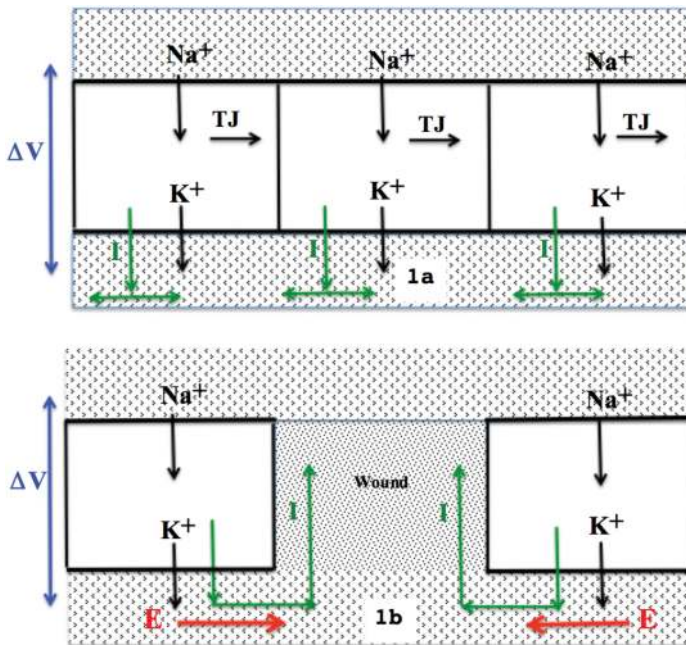 Na⁺ Na⁺ Na⁺
TJ TJ TJ
ΔV
K⁺ K⁺ K⁺
I I I
1a
Na⁺ Na⁺
ΔV
Wound
K⁺ I I K⁺
E 1b E